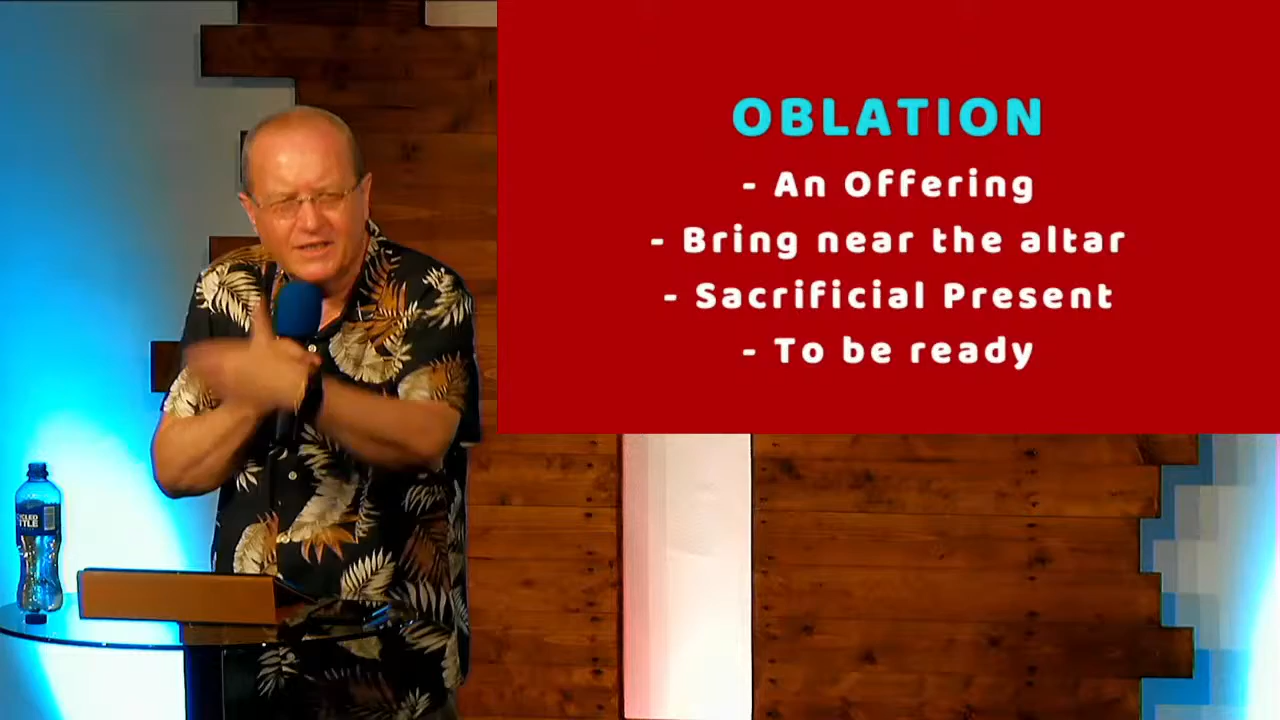 OBLATION
- An Offering
- Bring near the altar
- Sacrificial Present
- To be ready